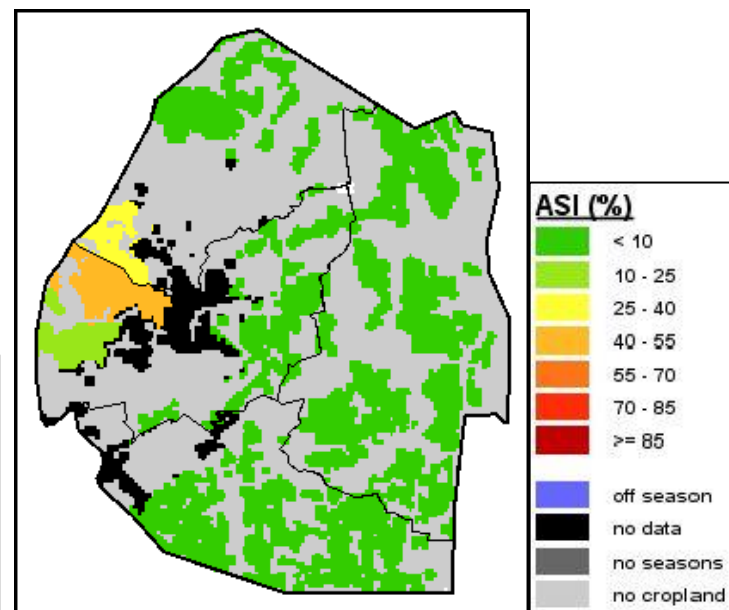 ASI (%)
< 10
10 - 25
25 - 40
40 - 55
55 - 70
70 - 85
>= 85
off season
no data
no seasons
no cropland